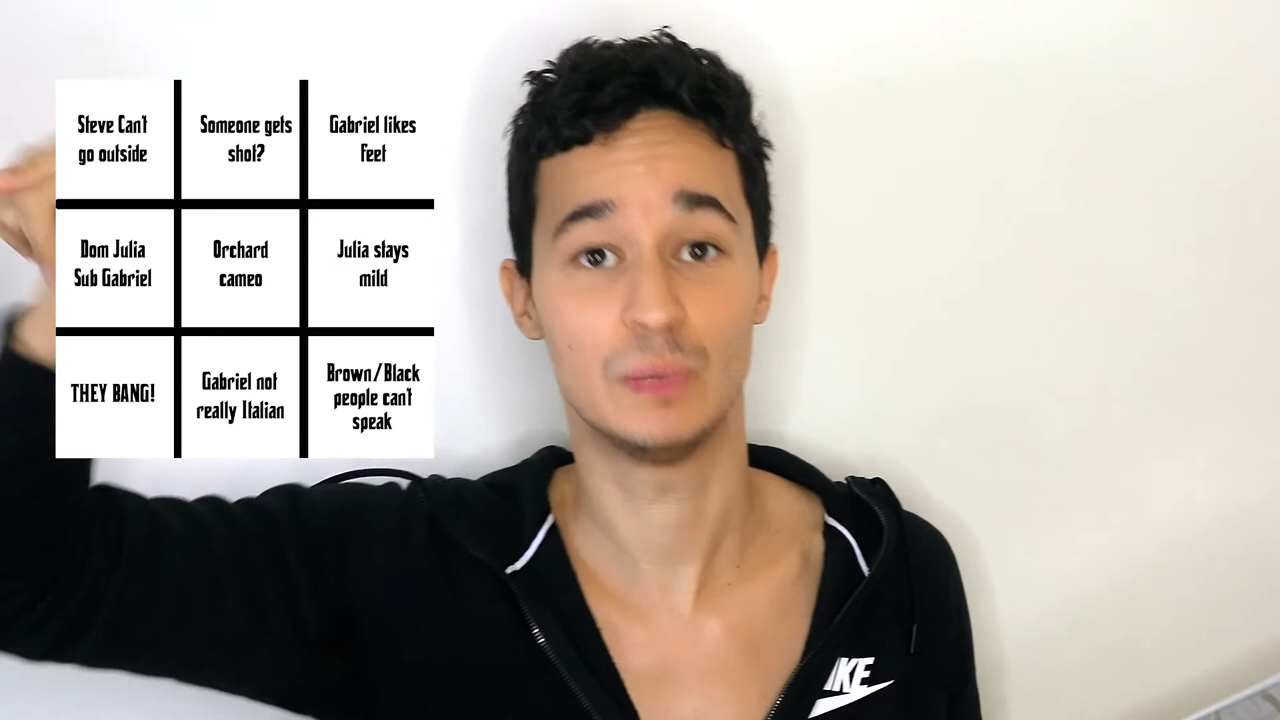 Steve Can't
go outside
Someone gets
shot?
Gabriel likes
feet
Dom Julia
Sub Gabriel
Orchard
cameo
Julia stays
mild
THEY BANG!
Gabriel not
really Italian
Brown/Black
people can't
speak
IKE